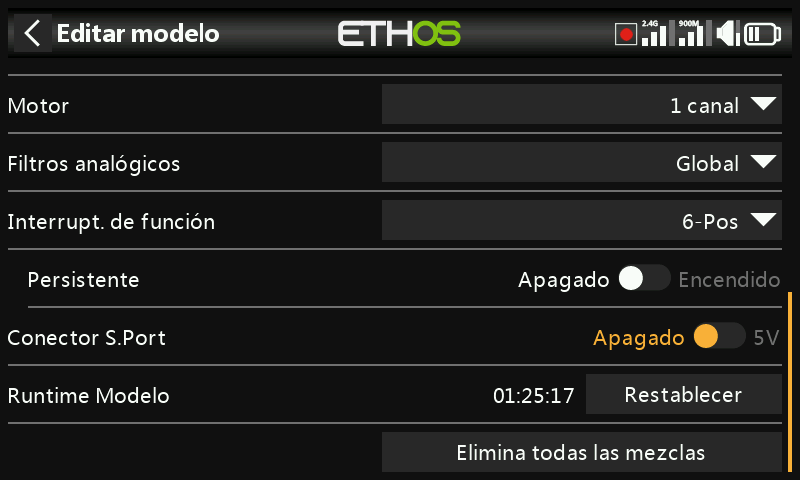 Editar modelo
ETHOS
2.4G
900M
Motor
1 canal
Filtros analógicos
Global
Interrupt. de función
6-Pos
Persistente
Apagado
Encendido
Conector S.Port
Apagado
5V
Runtime Modelo
01:25:17
Restablecer
Elimina todas las mezclas